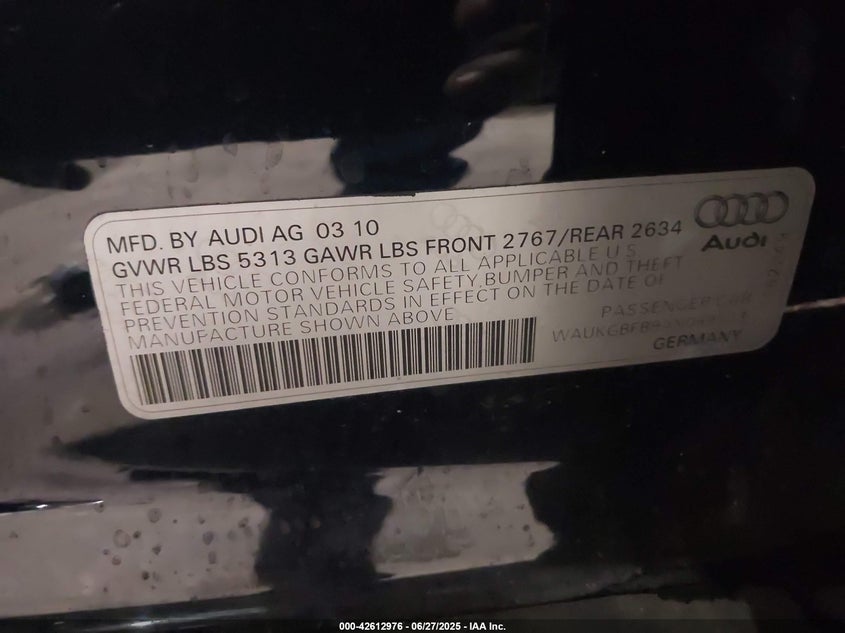 MFD. BY AUDI AG 03 10
GVWR LBS 5313 GAWR LBS FRONT 2767/REAR 2634
THIS VEHICLE CONFORMS TO ALL APPLICABLE U S
FEDERAL MOTOR VEHICLE SAFETY,BUMPER AND THEFT
PREVENTION STANDARDS IN EFFECT ON THE DATE OF
MANUFACTURE SHOWN ABOVE
Audi
PASSENGER CAR
GERMANY
000-42612976 - 06/27/2025 - IAA Inc.